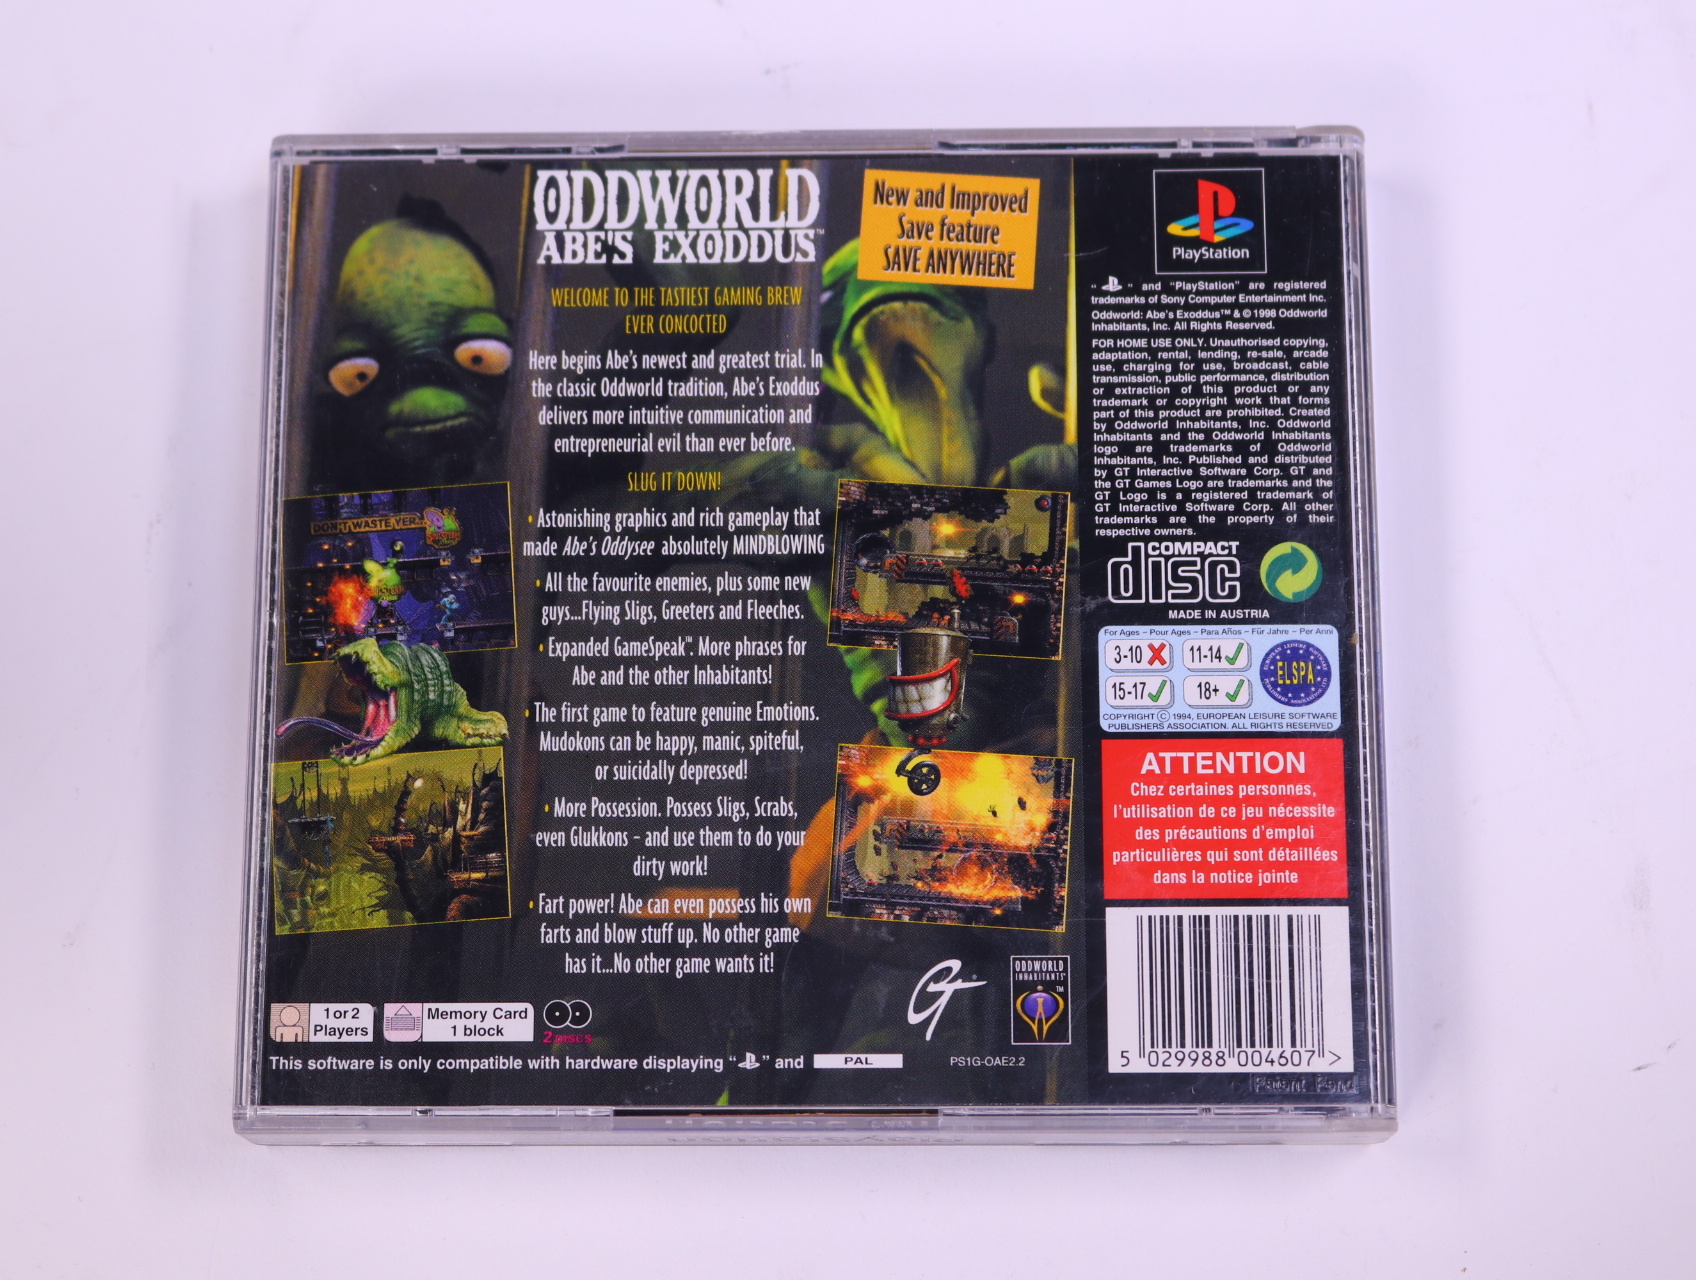 ODDWORLD
ABE'S EXODDUS™
WELCOME TO THE TASTIEST GAMING BREW
EVER CONCOCTED
Here begins Abe's newest and greatest trial. In
the classic Oddworld tradition, Abe's Exoddus
delivers more intuitive communication and
entrepreneurial evil than ever before.
SLUG IT DOWN!
• Astonishing graphics and rich gameplay that
made Abe's Oddysee absolutely MINDBLOWING
• All the favourite enemies, plus some new
guys...Flying Sligs, Greeters and Fleeches.
• Expanded GameSpeak™. More phrases for
Abe and the other Inhabitants!
• The first game to feature genuine Emotions.
Mudokons can be happy, manic, spiteful,
or suicidally depressed!
• More Possession. Possess Sligs, Scrabs,
even Glukkons - and use them to do your
dirty work!
• Fart power! Abe can even possess his own
farts and blow stuff up. No other game
has it...No other game wants it!
New and Improved
Save feature
SAVE ANYWHERE
DON'T WASTE YER...
GT
ODDWORLD
INHABITANTS
™
1 or 2
Players
Memory Card
1 block
2 DISCS
This software is only compatible with hardware displaying " " and PAL
PS1G-OAE2.2
PlayStation
" " and "PlayStation" are registered
trademarks of Sony Computer Entertainment Inc.
Oddworld: Abe's Exoddus™ & © 1998 Oddworld
Inhabitants, Inc. All Rights Reserved.
FOR HOME USE ONLY. Unauthorised copying,
adaptation, rental, lending, re-sale, arcade
use, charging for use, broadcast, cable
transmission, public performance, distribution
or extraction of this product or any
trademark or copyright work that forms
part of this product are prohibited. Created
by Oddworld Inhabitants, Inc. Oddworld
Inhabitants and the Oddworld Inhabitants
logo are trademarks of Oddworld
Inhabitants, Inc. Published and distributed
by GT Interactive Software Corp. GT and
the GT Games Logo are trademarks and the
GT Logo is a registered trademark of
GT Interactive Software Corp. All other
trademarks are the property of their
respective owners.
COMPACT
disc
MADE IN AUSTRIA
For Ages – Pour Ages – Para Años – Für Jahre – Per Anni
3-10 11-14
15-17 18+
EUROPEAN LEISURE SOFTWARE PUBLISHERS ASSOCIATION LTD
ELSPA
COPYRIGHT © 1994, EUROPEAN LEISURE SOFTWARE
PUBLISHERS ASSOCIATION. ALL RIGHTS RESERVED
ATTENTION
Chez certaines personnes,
l'utilisation de ce jeu nécessite
des précautions d'emploi
particulières qui sont détaillées
dans la notice jointe
5 029988 004607 >
Patent Pend